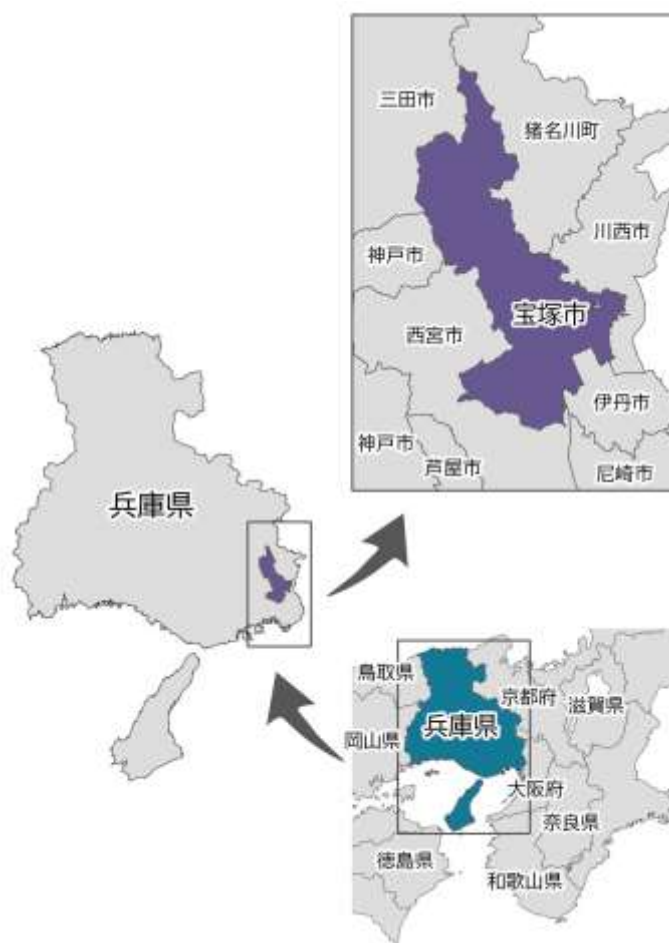 三田市
猪名川町
川西市
神戸市
宝塚市
西宮市
伊丹市
神戸市
芦屋市
尼崎市
兵庫県
鳥取県
京都府
滋賀県
兵庫県
岡山県
大阪府
奈良県
徳島県
和歌山県